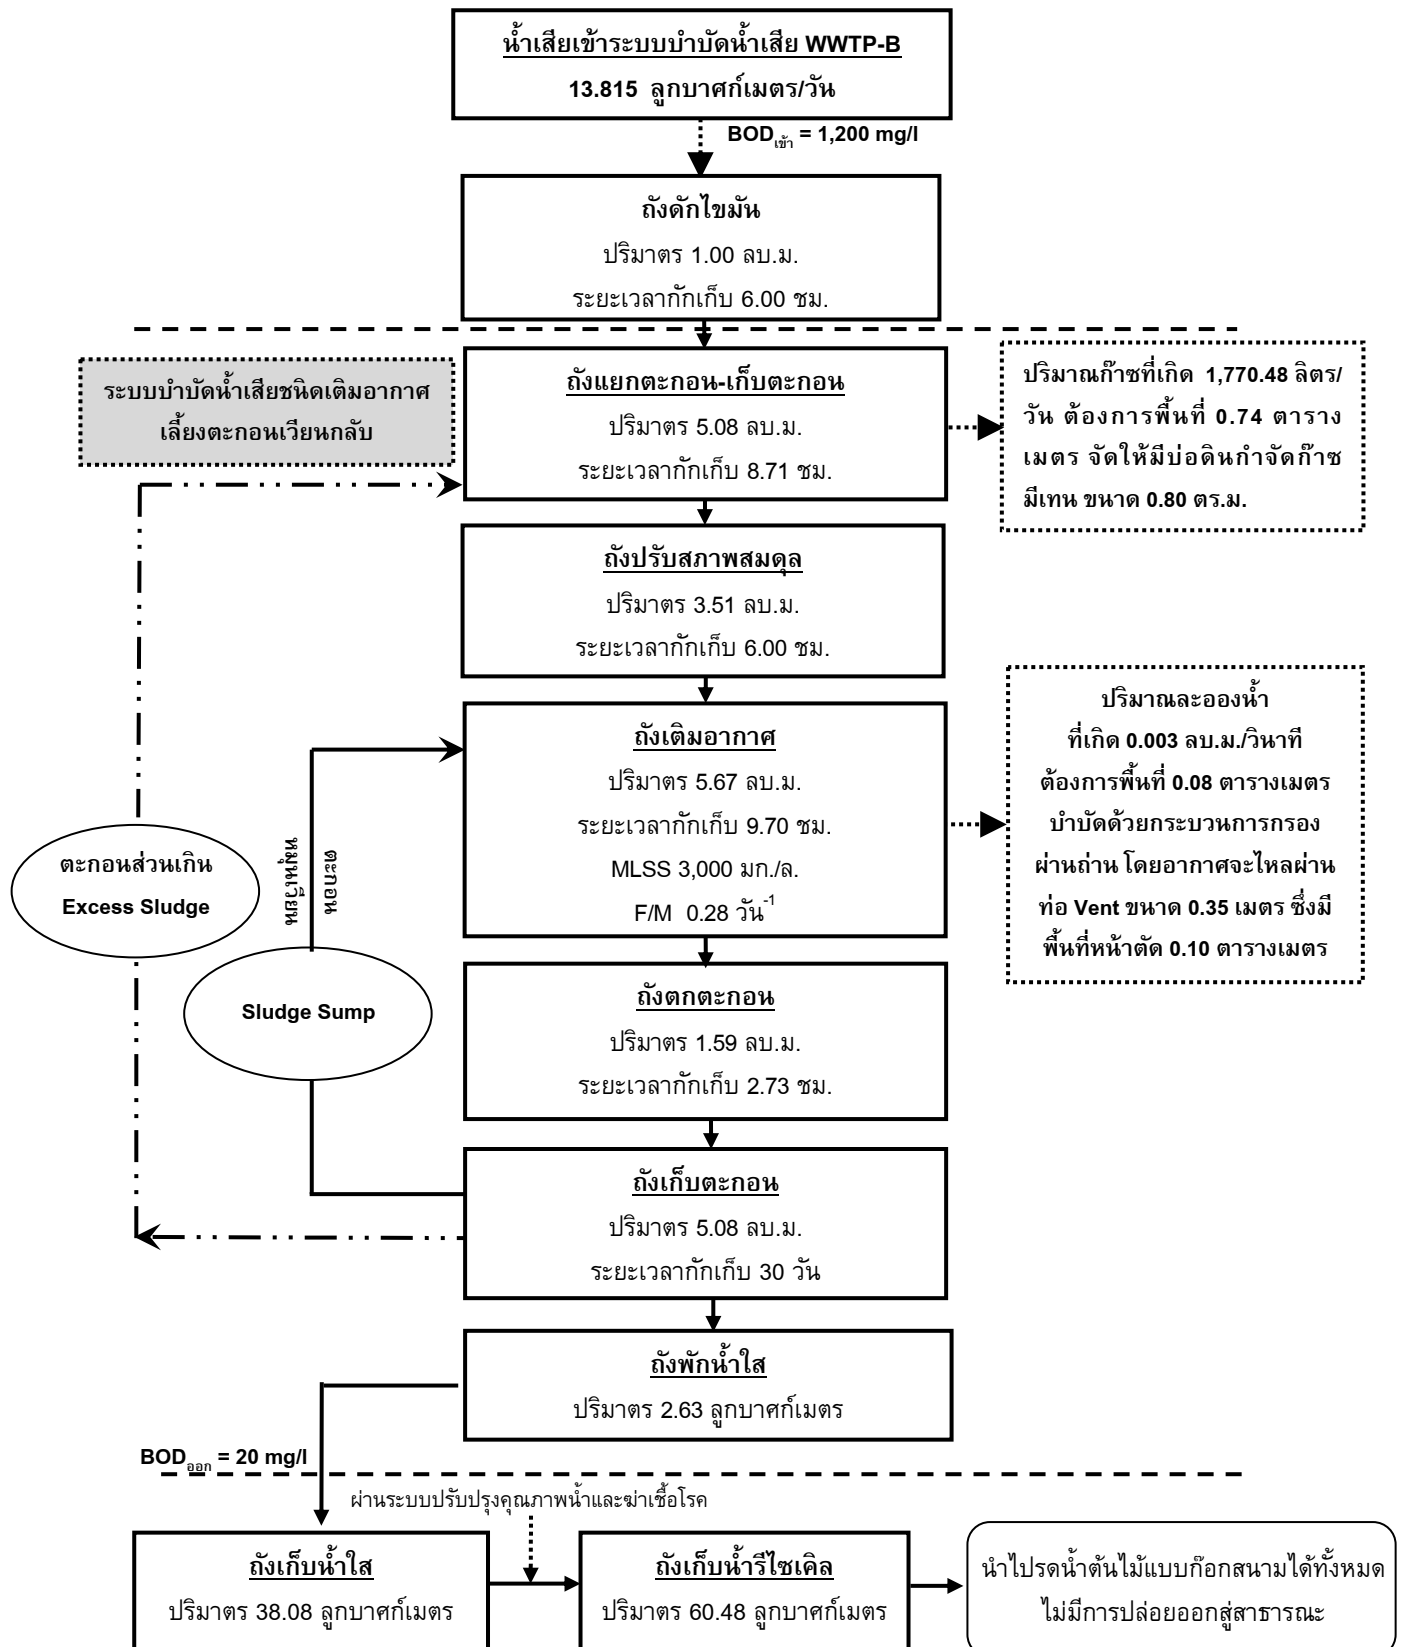 น้ำเสียเข้าระบบบำบัดน้ำเสีย WWTP-B
13.815 ลูกบาศก์เมตร/วัน
BODเข้า = 1,200 mg/l
ถังดักไขมัน
ปริมาตร 1.00 ลบ.ม.
ระยะเวลากักเก็บ 6.00 ชม.
ระบบบำบัดน้ำเสียชนิดเติมอากาศ
เลี้ยงตะกอนเวียนกลับ
ถังแยกตะกอน-เก็บตะกอน
ปริมาตร 5.08 ลบ.ม.
ระยะเวลากักเก็บ 8.71 ชม.
ปริมาณก๊าซที่เกิด 1,770.48 ลิตร/
วัน ต้องการพื้นที่ 0.74 ตาราง
เมตร จัดให้มีบ่อดินกำจัดก๊าซ
มีเทน ขนาด 0.80 ตร.ม.
ถังปรับสภาพสมดุล
ปริมาตร 3.51 ลบ.ม.
ระยะเวลากักเก็บ 6.00 ชม.
ถังเติมอากาศ
ปริมาตร 5.67 ลบ.ม.
ระยะเวลากักเก็บ 9.70 ชม.
MLSS 3,000 มก./ล.
F/M 0.28 วัน-1
ปริมาณละอองน้ำ
ที่เกิด 0.003 ลบ.ม./วินาที
ต้องการพื้นที่ 0.08 ตารางเมตร
บำบัดด้วยกระบวนการกรอง
ผ่านถ่าน โดยอากาศจะไหลผ่าน
ท่อ Vent ขนาด 0.35 เมตร ซึ่งมี
พื้นที่หน้าตัด 0.10 ตารางเมตร
ตะกอนส่วนเกิน
Excess Sludge
ตะกอน
หมุนเวียน
Sludge Sump
ถังตกตะกอน
ปริมาตร 1.59 ลบ.ม.
ระยะเวลากักเก็บ 2.73 ชม.
ถังเก็บตะกอน
ปริมาตร 5.08 ลบ.ม.
ระยะเวลากักเก็บ 30 วัน
ถังพักน้ำใส
ปริมาตร 2.63 ลูกบาศก์เมตร
BODออก = 20 mg/l
ผ่านระบบปรับปรุงคุณภาพน้ำและฆ่าเชื้อโรค
ถังเก็บน้ำใส
ปริมาตร 38.08 ลูกบาศก์เมตร
ถังเก็บน้ำรีไซเคิล
ปริมาตร 60.48 ลูกบาศก์เมตร
นำไปรดน้ำต้นไม้แบบก๊อกสนามได้ทั้งหมด
ไม่มีการปล่อยออกสู่สาธารณะ